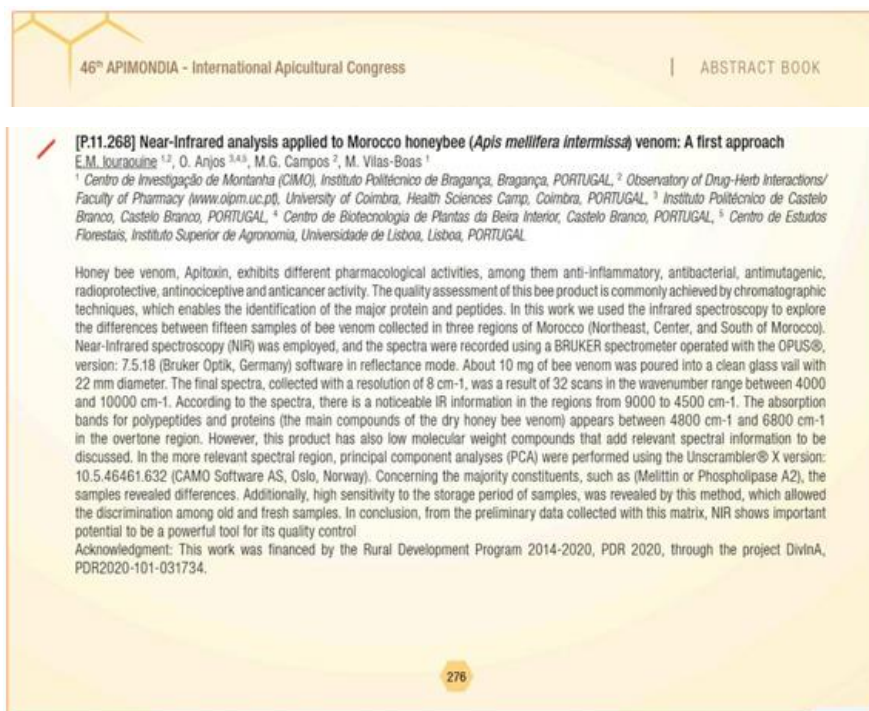 46th APIMONDIA - International Apicultural Congress
| ABSTRACT BOOK
[P.11.268] Near-Infrared analysis applied to Morocco honeybee (Apis mellifera intermissa) venom: A first approach
E.M. Iouraouine 1,2, O. Anjos 3,4,5, M.G. Campos 2, M. Vilas-Boas 1
1 Centro de Investigação de Montanha (CIMO), Instituto Politécnico de Bragança, Bragança, PORTUGAL, 2 Observatory of Drug-Herb Interactions/
Faculty of Pharmacy (www.oipm.uc.pt), University of Coimbra, Health Sciences Camp, Coimbra, PORTUGAL, 3 Instituto Politécnico de Castelo
Branco, Castelo Branco, PORTUGAL, 4 Centro de Biotecnologia de Plantas da Beira Interior, Castelo Branco, PORTUGAL, 5 Centro de Estudos
Florestais, Instituto Superior de Agronomia, Universidade de Lisboa, Lisboa, PORTUGAL
Honey bee venom, Apitoxin, exhibits different pharmacological activities, among them anti-inflammatory, antibacterial, antimutagenic,
radioprotective, antinociceptive and anticancer activity. The quality assessment of this bee product is commonly achieved by chromatographic
techniques, which enables the identification of the major protein and peptides. In this work we used the infrared spectroscopy to explore
the differences between fifteen samples of bee venom collected in three regions of Morocco (Northeast, Center, and South of Morocco).
Near-Infrared spectroscopy (NIR) was employed, and the spectra were recorded using a BRUKER spectrometer operated with the OPUS®,
version: 7.5.18 (Bruker Optik, Germany) software in reflectance mode. About 10 mg of bee venom was poured into a clean glass vail with
22 mm diameter. The final spectra, collected with a resolution of 8 cm-1, was a result of 32 scans in the wavenumber range between 4000
and 10000 cm-1. According to the spectra, there is a noticeable IR information in the regions from 9000 to 4500 cm-1. The absorption
bands for polypeptides and proteins (the main compounds of the dry honey bee venom) appears between 4800 cm-1 and 6800 cm-1
in the overtone region. However, this product has also low molecular weight compounds that add relevant spectral information to be
discussed. In the more relevant spectral region, principal component analyses (PCA) were performed using the Unscrambler® X version:
10.5.46461.632 (CAMO Software AS, Oslo, Norway). Concerning the majority constituents, such as (Melittin or Phospholipase A2), the
samples revealed differences. Additionally, high sensitivity to the storage period of samples, was revealed by this method, which allowed
the discrimination among old and fresh samples. In conclusion, from the preliminary data collected with this matrix, NIR shows important
potential to be a powerful tool for its quality control
Acknowledgment: This work was financed by the Rural Development Program 2014-2020, PDR 2020, through the project DivInA,
PDR2020-101-031734.
276